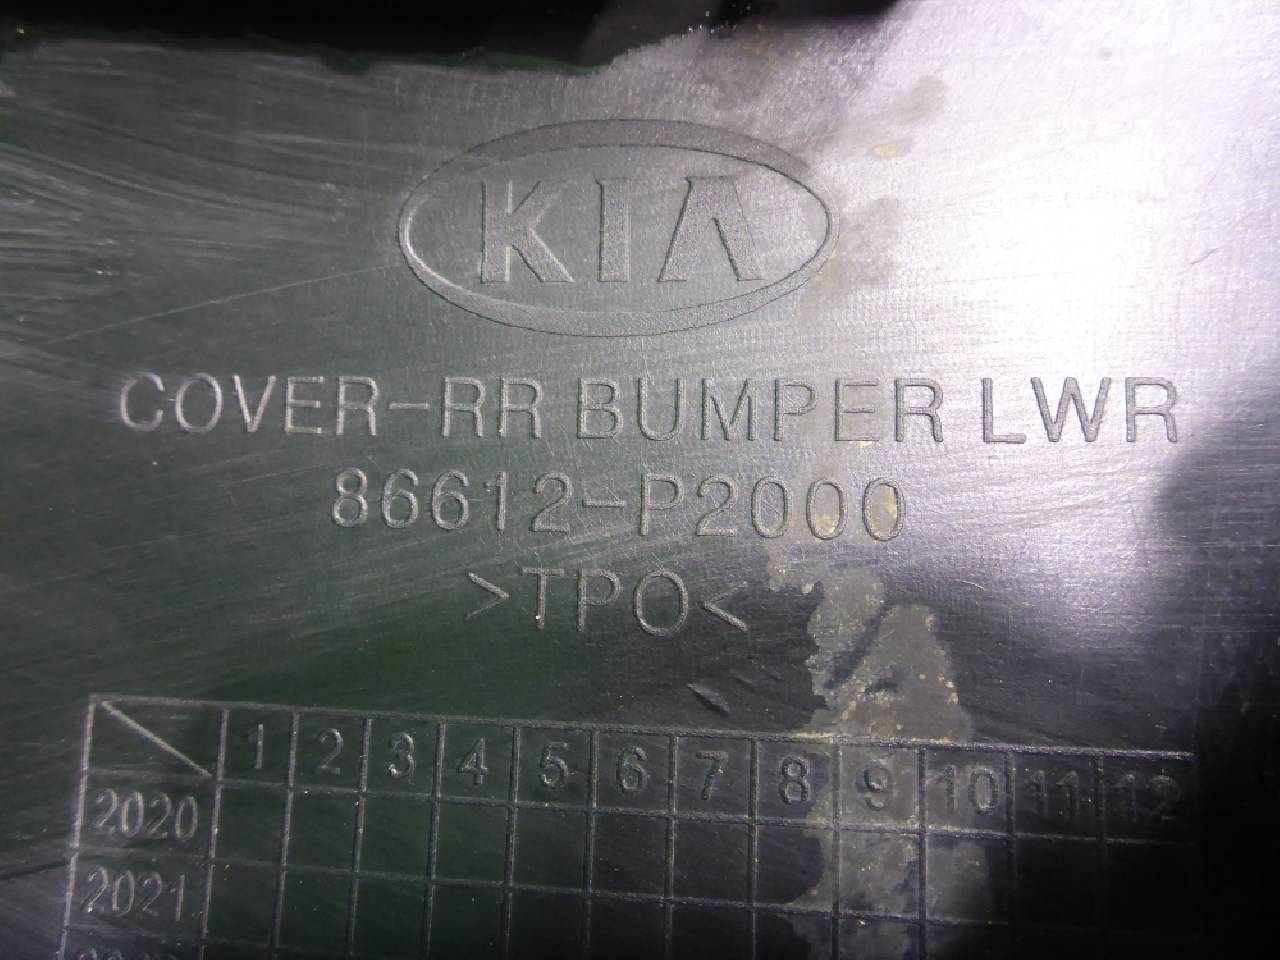 KIA
COVER-RR BUMPER LWR
86612-P2000
>TPO<
1 2 3 4 5 6 7 8 9 10 11 12
2020
2021